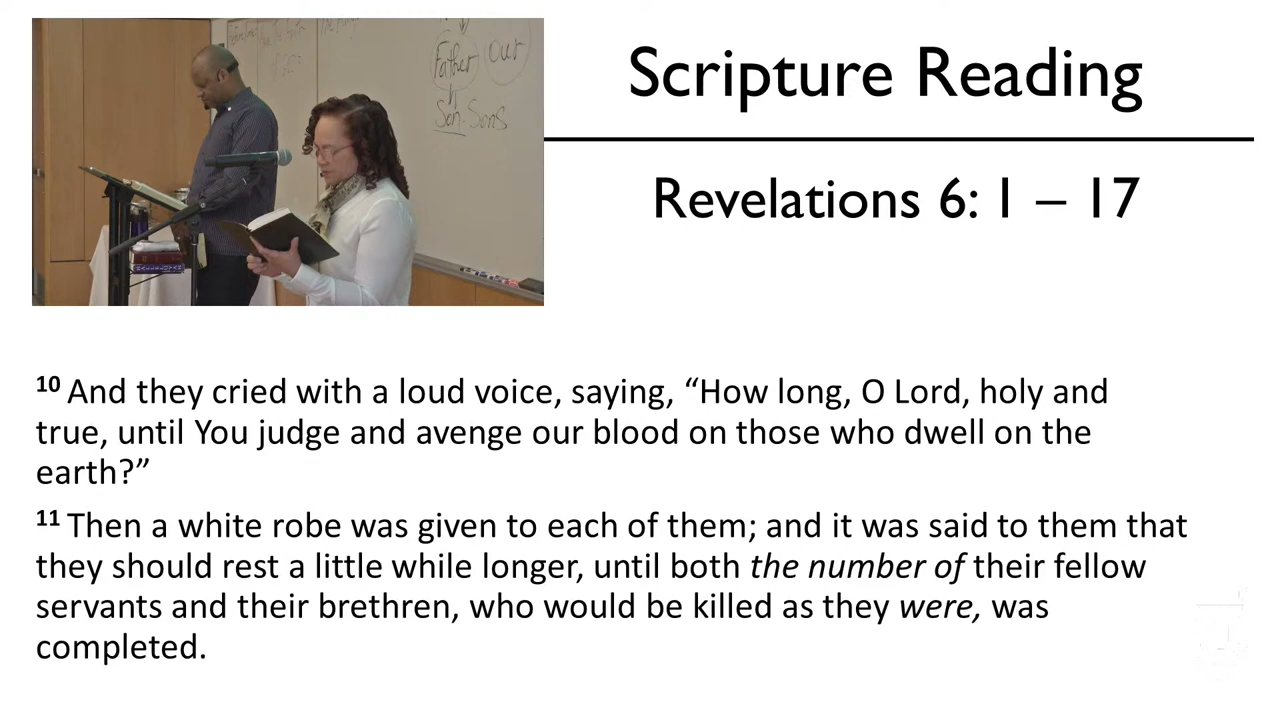 Father
Our
Son - Sons
Scripture Reading
Revelations 6: 1 – 17
10 And they cried with a loud voice, saying, “How long, O Lord, holy and
true, until You judge and avenge our blood on those who dwell on the
earth?”
11 Then a white robe was given to each of them; and it was said to them that
they should rest a little while longer, until both the number of their fellow
servants and their brethren, who would be killed as they were, was
completed.